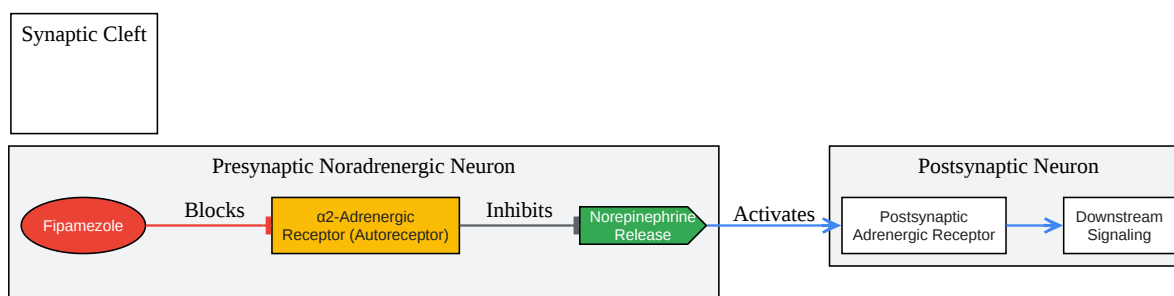 Synaptic Cleft
Presynaptic Noradrenergic Neuron
Postsynaptic Neuron
Fipamezole
Blocks
α2-Adrenergic
Receptor (Autoreceptor)
Inhibits
Norepinephrine
Release
Activates
Postsynaptic
Adrenergic Receptor
Downstream
Signaling